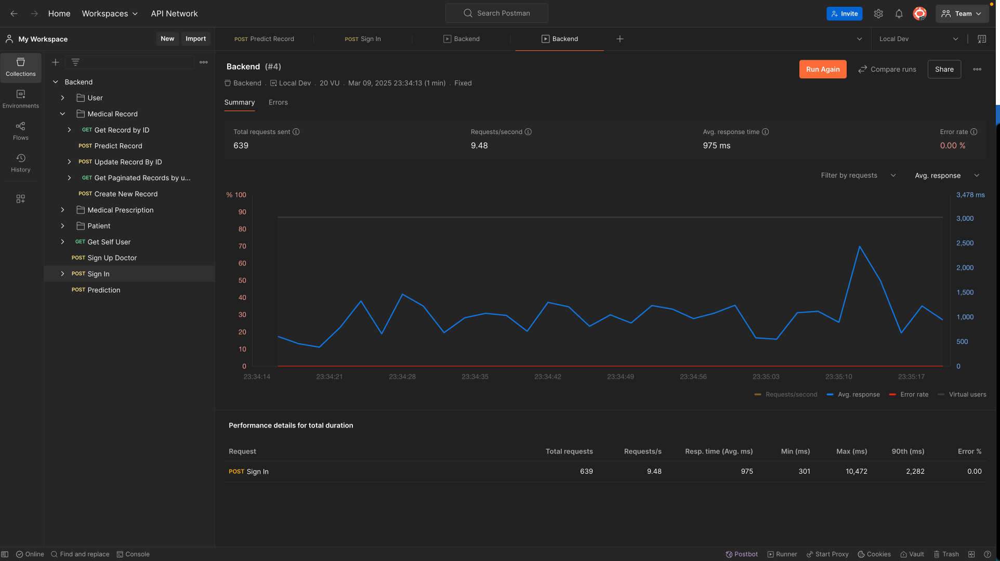 Home Workspaces API Network Search Postman Invite Team
My Workspace New Import POST Predict Record POST Sign In Backend Backend Local Dev
Collections
Environments
Flows
History
Backend
User
Medical Record
GET Get Record by ID
POST Predict Record
POST Update Record By ID
GET Get Paginated Records by u...
POST Create New Record
Medical Prescription
Patient
GET Get Self User
POST Sign Up Doctor
POST Sign In
POST Prediction
Backend (#4)
Run Again Compare runs Share
Backend . Local Dev . 20 VU . Mar 09, 2025 23:34:13 (1 min) . Fixed
Summary Errors
Total requests sent Requests/second Avg. response time Error rate
639 9.48 975 ms 0.00 %
Filter by requests Avg. response
% 100 3,478 ms
90 3,000
80
70 2,500
60 2,000
50
40 1,500
30 1,000
20 500
10
0 0
23:34:14 23:34:21 23:34:28 23:34:35 23:34:42 23:34:49 23:34:56 23:35:03 23:35:10 23:35:17
Requests/second Avg. response Error rate Virtual users
Performance details for total duration
Request Total requests Requests/s Resp. time (Avg. ms) Min (ms) Max (ms) 90th (ms) Error %
POST Sign In 639 9.48 975 301 10,472 2,282 0.00
Online Find and replace Console Postbot Runner Start Proxy Cookies Vault Trash